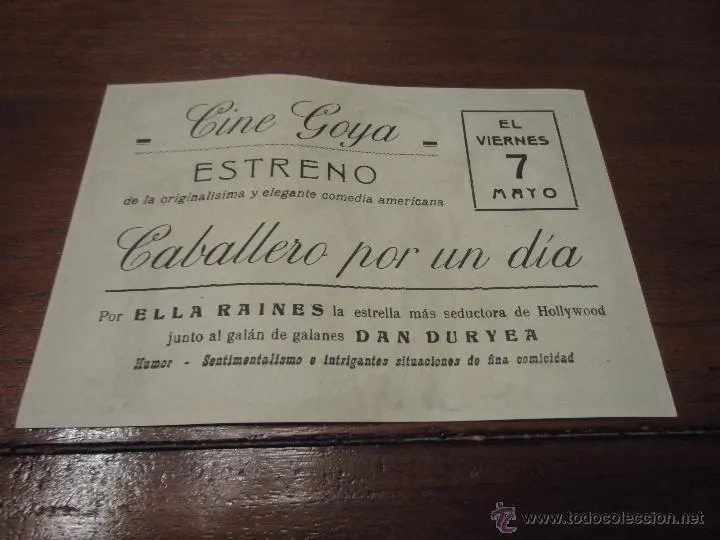 Cine Goya
ESTRENO
de la originalisima y elegante comedia americana
EL
VIERNES
7
MAYO
Caballero por un día
Por ELLA RAINES la estrella más seductora de Hollywood
junto al galán de galanes DAN DURYEA
Humor - Sentimentalismo e intrigantes situaciones de fina comicidad
www.todocoleccion.net